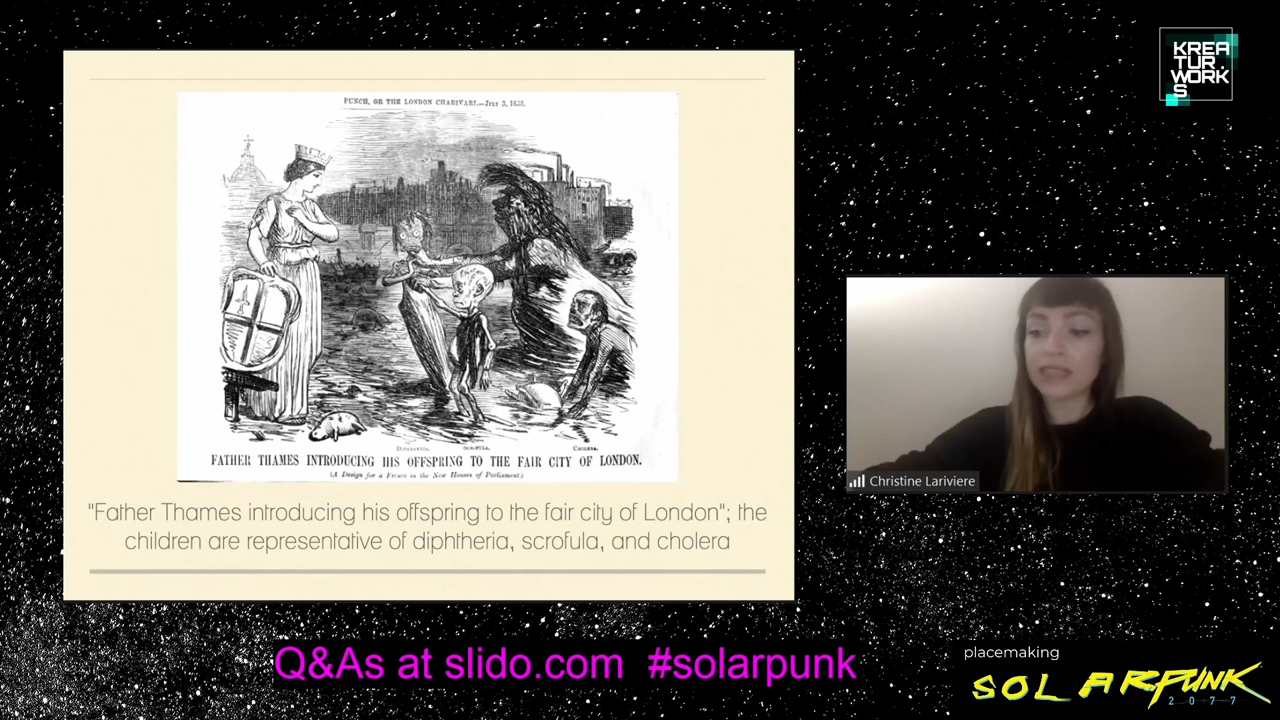 KREA
TUR.
WORK
S
PUNCH, OR THE LONDON CHARIVARI.—July 3, 1858.
DIPHTHERIA. SCROFULA. CHOLERA.
FATHER THAMES INTRODUCING HIS OFFSPRING TO THE FAIR CITY OF LONDON.
(A Design for a Fresco in the New Houses of Parliament.)
"Father Thames introducing his offspring to the fair city of London"; the
children are representative of diphtheria, scrofula, and cholera
Christine Lariviere
Q&As at slido.com #solarpunk
placemaking
SOLARPUNK
2077